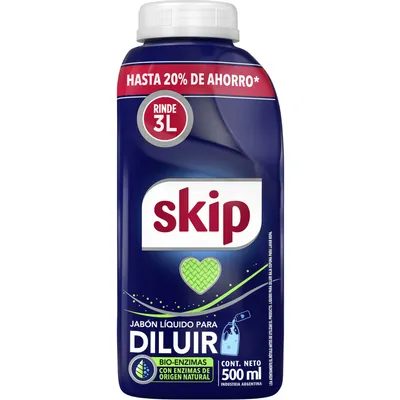 HASTA 20% DE AHORRO*
RINDE
3L
skip
JABÓN LÍQUIDO PARA
DILUIR
BIO-ENZIMAS
CON ENZIMAS DE
ORIGEN NATURAL
CONT. NETO
500 ml
INDUSTRIA ARGENTINA